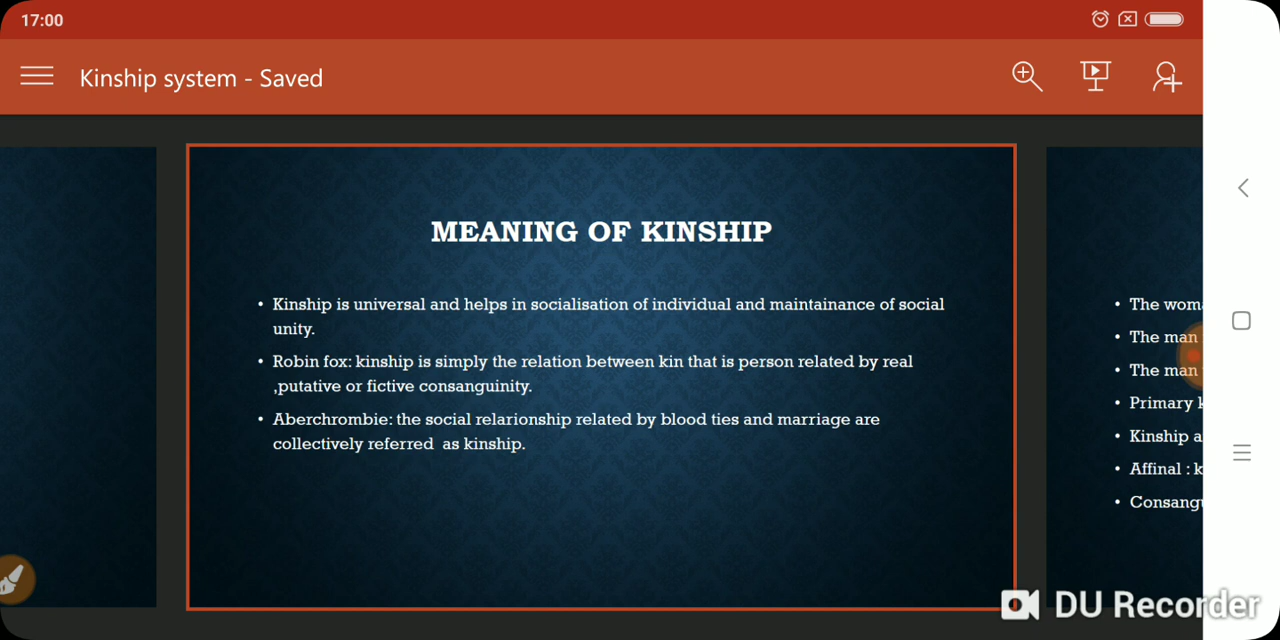 17:00
Kinship system - Saved
MEANING OF KINSHIP
• Kinship is universal and helps in socialisation of individual and maintainance of social
unity.
• Robin fox: kinship is simply the relation between kin that is person related by real
,putative or fictive consanguinity.
• Aberchrombie: the social relarionship related by blood ties and marriage are
collectively referred as kinship.
• The
• The man
• The man
• Primary
• Kinship
• Affinal :
DU Recorder